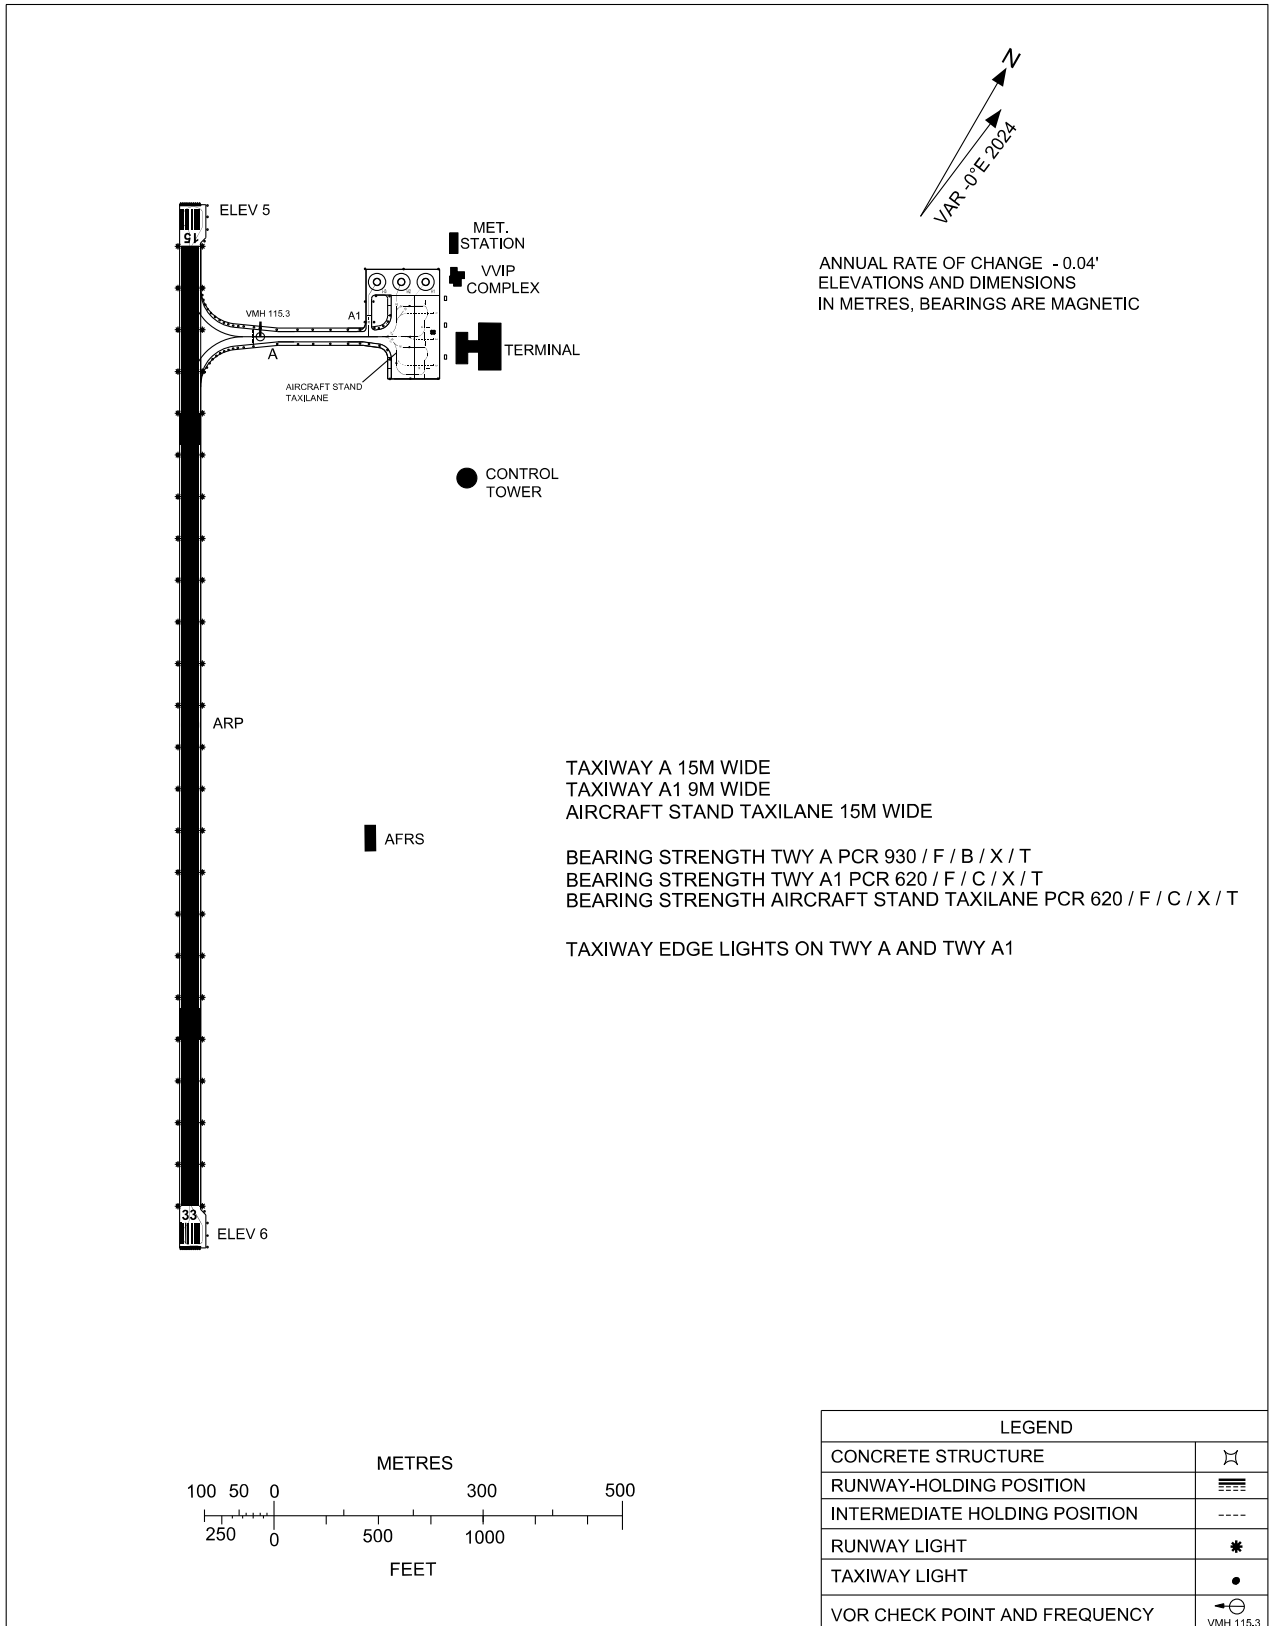 N
VAR -0°E 2024
ELEV 5
15
MET.
STATION
VVIP
COMPLEX
ANNUAL RATE OF CHANGE - 0.04'
ELEVATIONS AND DIMENSIONS
IN METRES, BEARINGS ARE MAGNETIC
VMH 115.3
A1
A
TERMINAL
AIRCRAFT STAND
TAXILANE
CONTROL
TOWER
ARP
TAXIWAY A 15M WIDE
TAXIWAY A1 9M WIDE
AIRCRAFT STAND TAXILANE 15M WIDE
AFRS
BEARING STRENGTH TWY A PCR 930 / F / B / X / T
BEARING STRENGTH TWY A1 PCR 620 / F / C / X / T
BEARING STRENGTH AIRCRAFT STAND TAXILANE PCR 620 / F / C / X / T
TAXIWAY EDGE LIGHTS ON TWY A AND TWY A1
33
ELEV 6
METRES
100 50 0 300 500
250 0 500 1000
FEET
LEGEND
CONCRETE STRUCTURE
RUNWAY-HOLDING POSITION
INTERMEDIATE HOLDING POSITION
RUNWAY LIGHT
TAXIWAY LIGHT
VOR CHECK POINT AND FREQUENCY
VMH 115.3